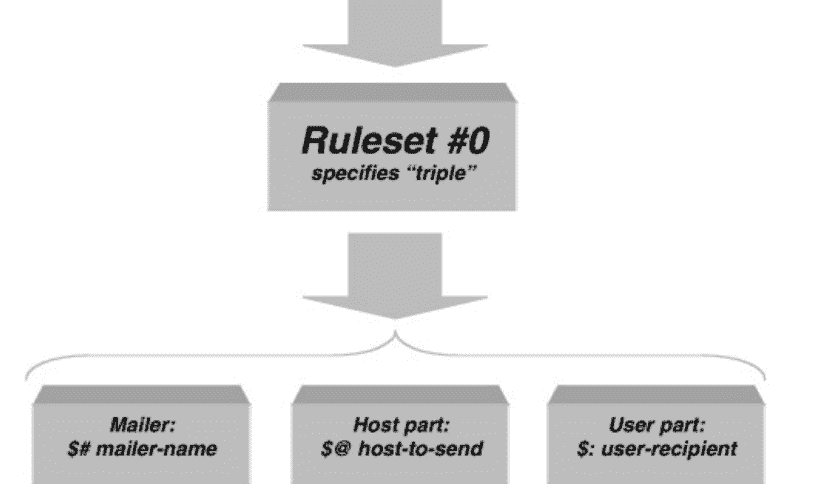 Ruleset #0
specifies “triple”
Mailer:
$# mailer-name
Host part:
$@ host-to-send
User part:
$: user-recipient